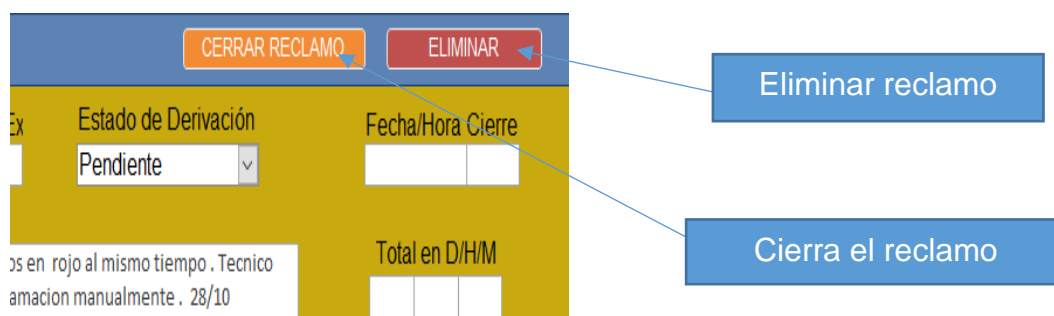 CERRAR RECLAMO ELIMINAR
Eliminar reclamo
Ex Estado de Derivación Fecha/Hora Cierre
Pendiente
Cierra el reclamo
Total en D/H/M
os en rojo al mismo tiempo . Tecnico
amacion manualmente . 28/10